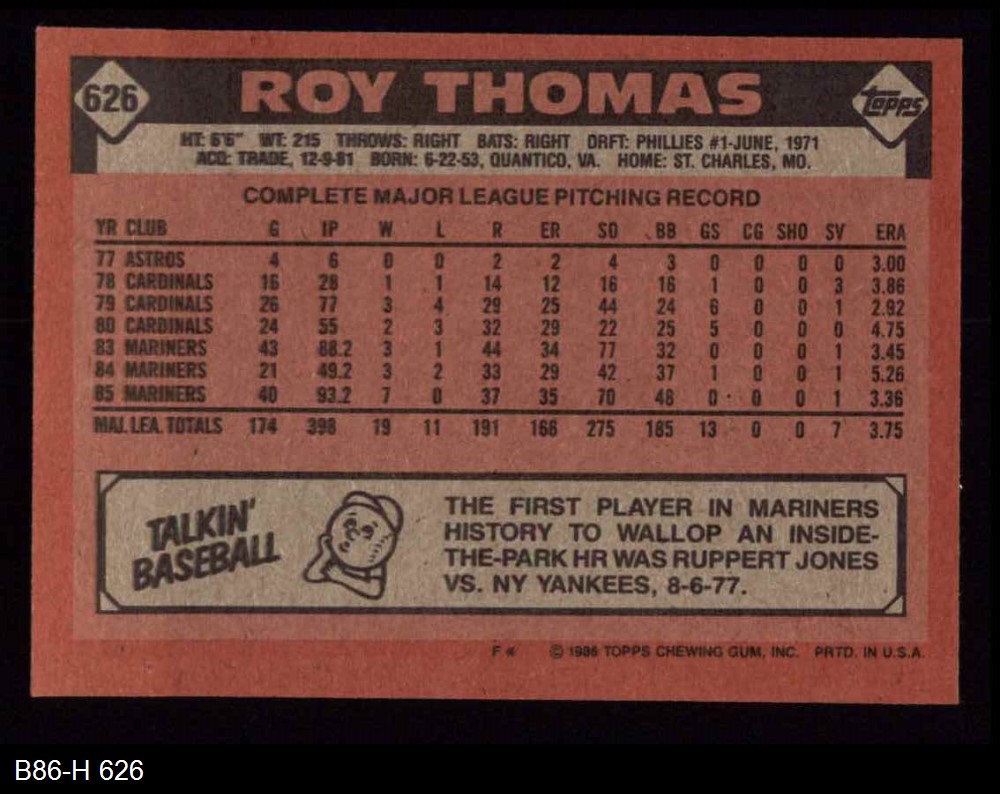 626 ROY THOMAS Topps
HT: 6'6" WT: 215 THROWS: RIGHT BATS: RIGHT DRFT: PHILLIES #1-JUNE, 1971
ACQ: TRADE, 12-9-81 BORN: 6-22-53, QUANTICO, VA. HOME: ST. CHARLES, MO.
COMPLETE MAJOR LEAGUE PITCHING RECORD
YR CLUB G IP W L R ER SO BB GS CG SHO SV ERA
77 ASTROS 4 6 0 0 2 2 4 3 0 0 0 0 3.00
78 CARDINALS 16 28 1 1 14 12 16 16 1 0 0 3 3.86
79 CARDINALS 26 77 3 4 29 25 44 24 6 0 0 1 2.92
80 CARDINALS 24 55 2 3 32 29 22 25 5 0 0 0 4.75
83 MARINERS 43 88.2 3 1 44 34 77 32 0 0 0 1 3.45
84 MARINERS 21 49.2 3 2 33 29 42 37 1 0 0 1 5.26
85 MARINERS 40 93.2 7 0 37 35 70 48 0 0 0 1 3.36
MAJ. LEA. TOTALS 174 398 19 11 191 166 275 185 13 0 0 7 3.75
TALKIN'
BASEBALL
THE FIRST PLAYER IN MARINERS
HISTORY TO WALLOP AN INSIDE-
THE-PARK HR WAS RUPPERT JONES
VS. NY YANKEES, 8-6-77.
F* © 1986 TOPPS CHEWING GUM, INC. PRTD. IN U.S.A.
B86-H 626